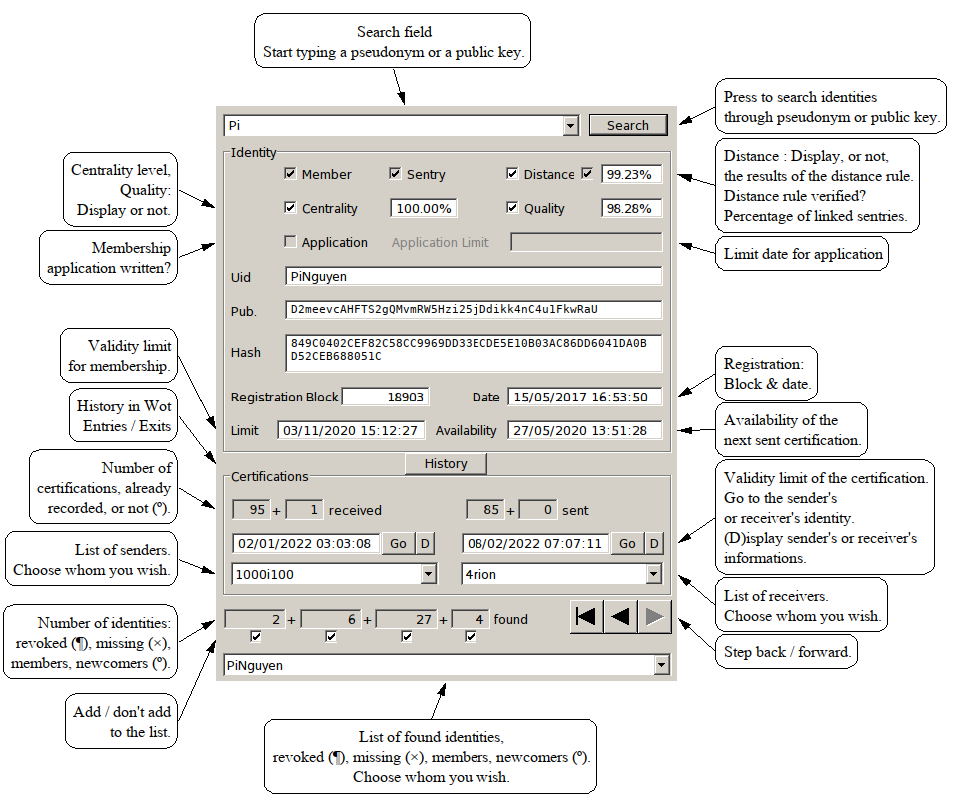 Search field
Start typing a pseudonym or a public key.
Pi
Search
Press to search identities
through pseudonym or public key.
Identity
Member
Sentry
Distance
99.23%
Centrality
100.00%
Quality
98.28%
Application
Application Limit
Uid
PiNguyen
Pub.
D2meevcAHFTS2gQMvmRW5Hzi25jDdikk4nC4u1FkwRaU
Hash
849C0402CEF82C58CC9969DD33ECDE5E10B03AC86DD6041DA0B
D52CEB688051C
Registration Block
18903
Date
15/05/2017 16:53:50
Limit
03/11/2020 15:12:27
Availability
27/05/2020 13:51:28
History
Certifications
95 + 1 received
85 + 0 sent
02/01/2022 03:03:08
Go
D
08/02/2022 07:07:11
Go
D
1000i100
4rion
2 + 6 + 27 + 4 found
PiNguyen
Centrality level,
Quality:
Display or not.
Membership
application written?
Validity limit
for membership.
History in Wot
Entries / Exits
Number of
certifications, already
recorded, or not (º).
List of senders.
Choose whom you wish.
Number of identities:
revoked (¶), missing (×),
members, newcomers (º).
Add / don't add
to the list.
Distance : Display, or not,
the results of the distance rule.
Distance rule verified?
Percentage of linked sentries.
Limit date for application
Registration:
Block & date.
Availability of the
next sent certification.
Validity limit of the certification.
Go to the sender's
or receiver's identity.
(D)isplay sender's or receiver's
informations.
List of receivers.
Choose whom you wish.
Step back / forward.
List of found identities,
revoked (¶), missing (×), members, newcomers (º).
Choose whom you wish.